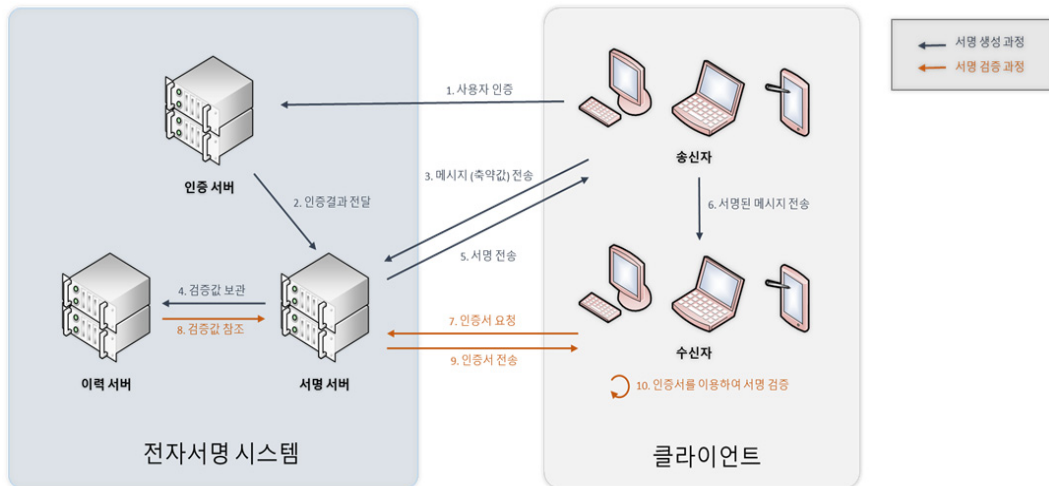 서명 생성 과정
서명 검증 과정
1. 사용자 인증
인증 서버
송신자
2. 인증결과 전달
3. 메시지 (축약값) 전송
5. 서명 전송
6. 서명된 메시지 전송
4. 검증값 보관
8. 검증값 참조
7. 인증서 요청
9. 인증서 전송
이력 서버
서명 서버
수신자
10. 인증서를 이용하여 서명 검증
전자서명 시스템
클라이언트